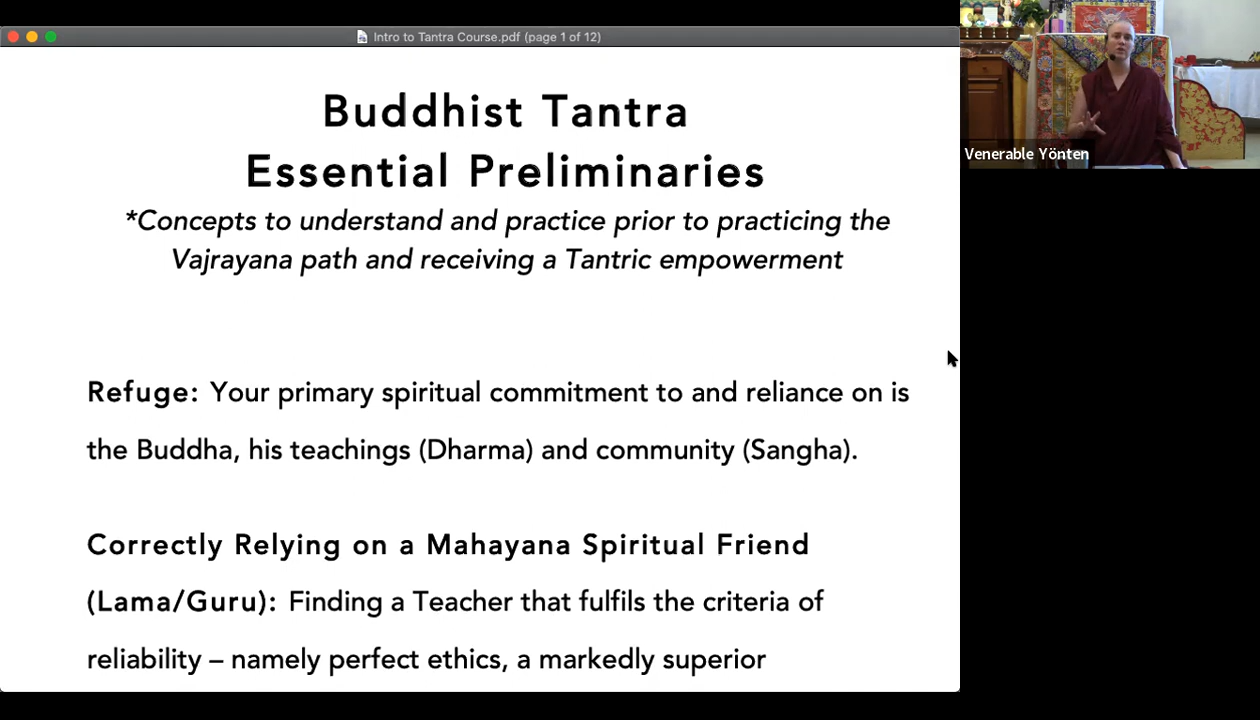 Intro to Tantra Course.pdf (page 1 of 12)
Buddhist Tantra
Essential Preliminaries
*Concepts to understand and practice prior to practicing the
Vajrayana path and receiving a Tantric empowerment
Refuge: Your primary spiritual commitment to and reliance on is
the Buddha, his teachings (Dharma) and community (Sangha).
Correctly Relying on a Mahayana Spiritual Friend
(Lama/Guru): Finding a Teacher that fulfils the criteria of
reliability – namely perfect ethics, a markedly superior
Venerable Yönten